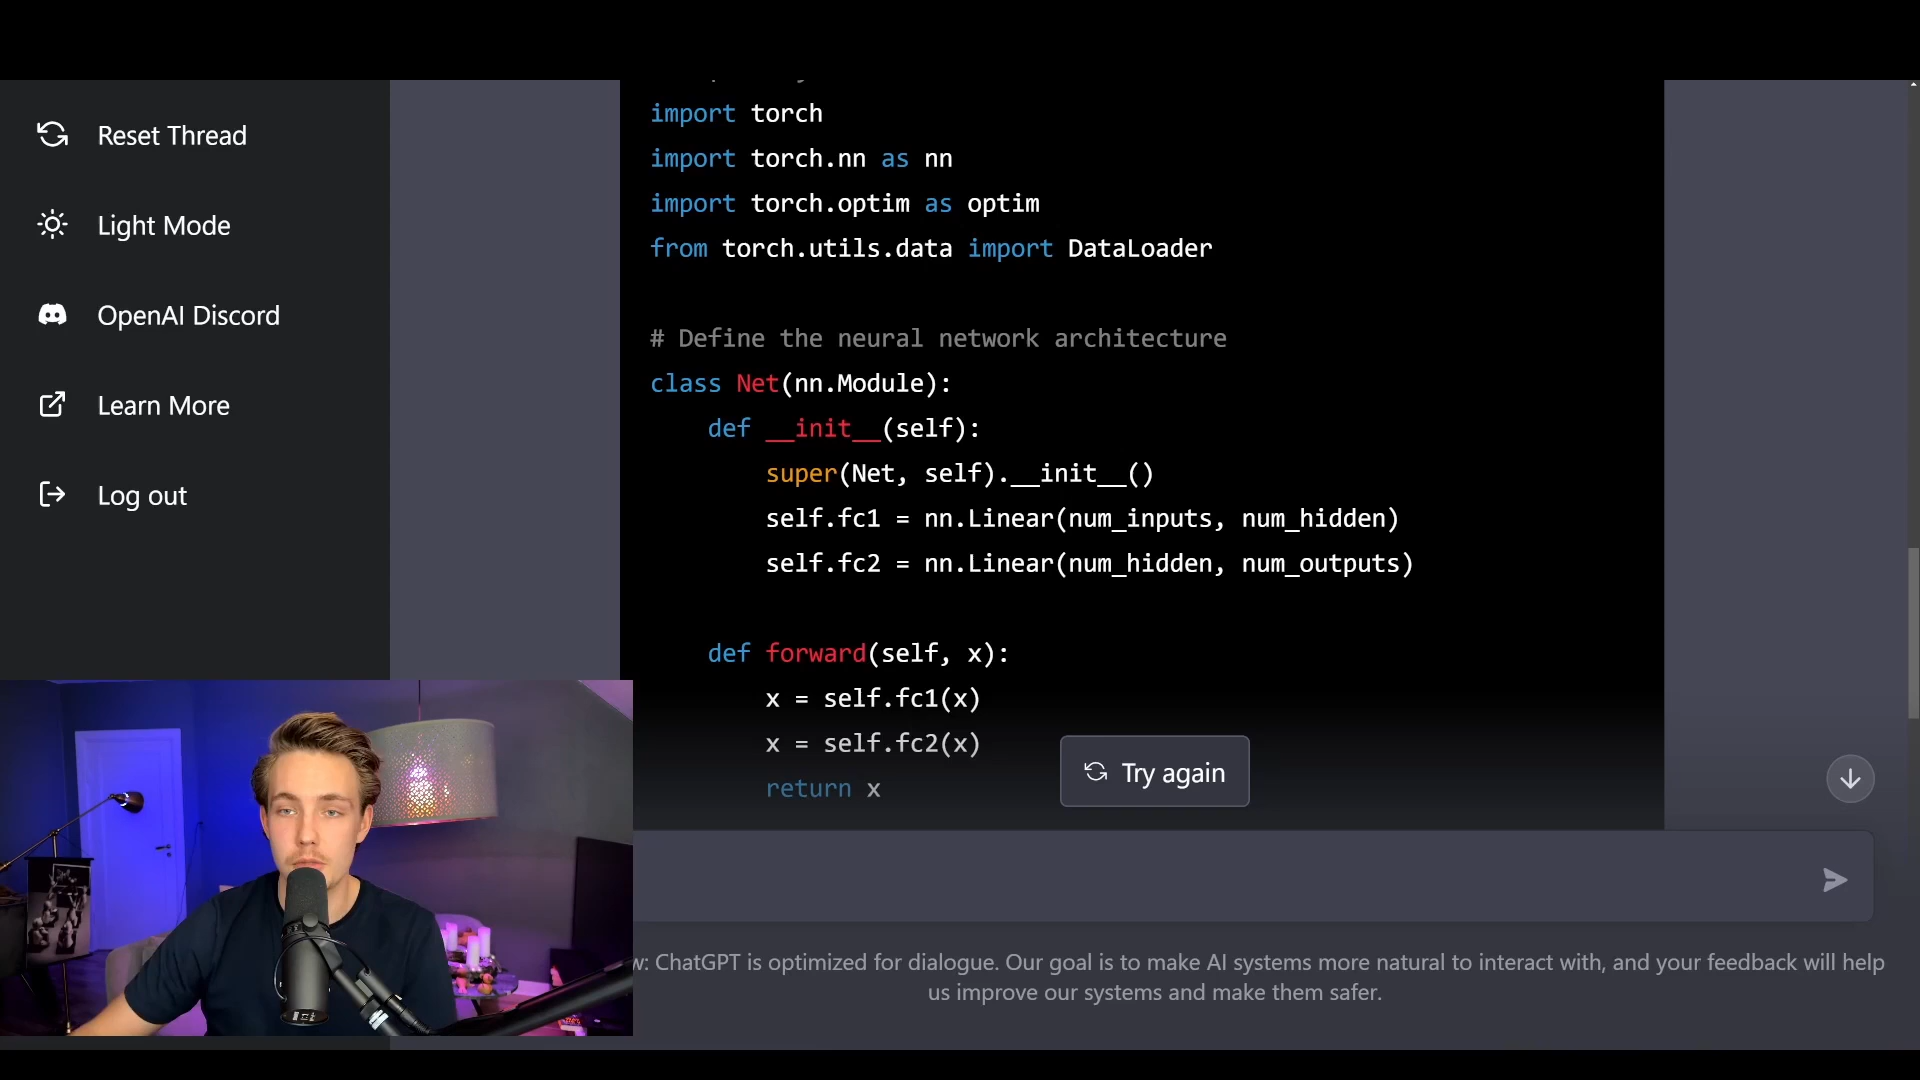 Reset Thread
Light Mode
OpenAI Discord
Learn More
Log out
import torch
import torch.nn as nn
import torch.optim as optim
from torch.utils.data import DataLoader
# Define the neural network architecture
class Net(nn.Module):
    def __init__(self):
        super(Net, self).__init__()
        self.fc1 = nn.Linear(num_inputs, num_hidden)
        self.fc2 = nn.Linear(num_hidden, num_outputs)
    def forward(self, x):
        x = self.fc1(x)
        x = self.fc2(x)
        return x
Try again
: ChatGPT is optimized for dialogue. Our goal is to make AI systems more natural to interact with, and your feedback will help
us improve our systems and make them safer.